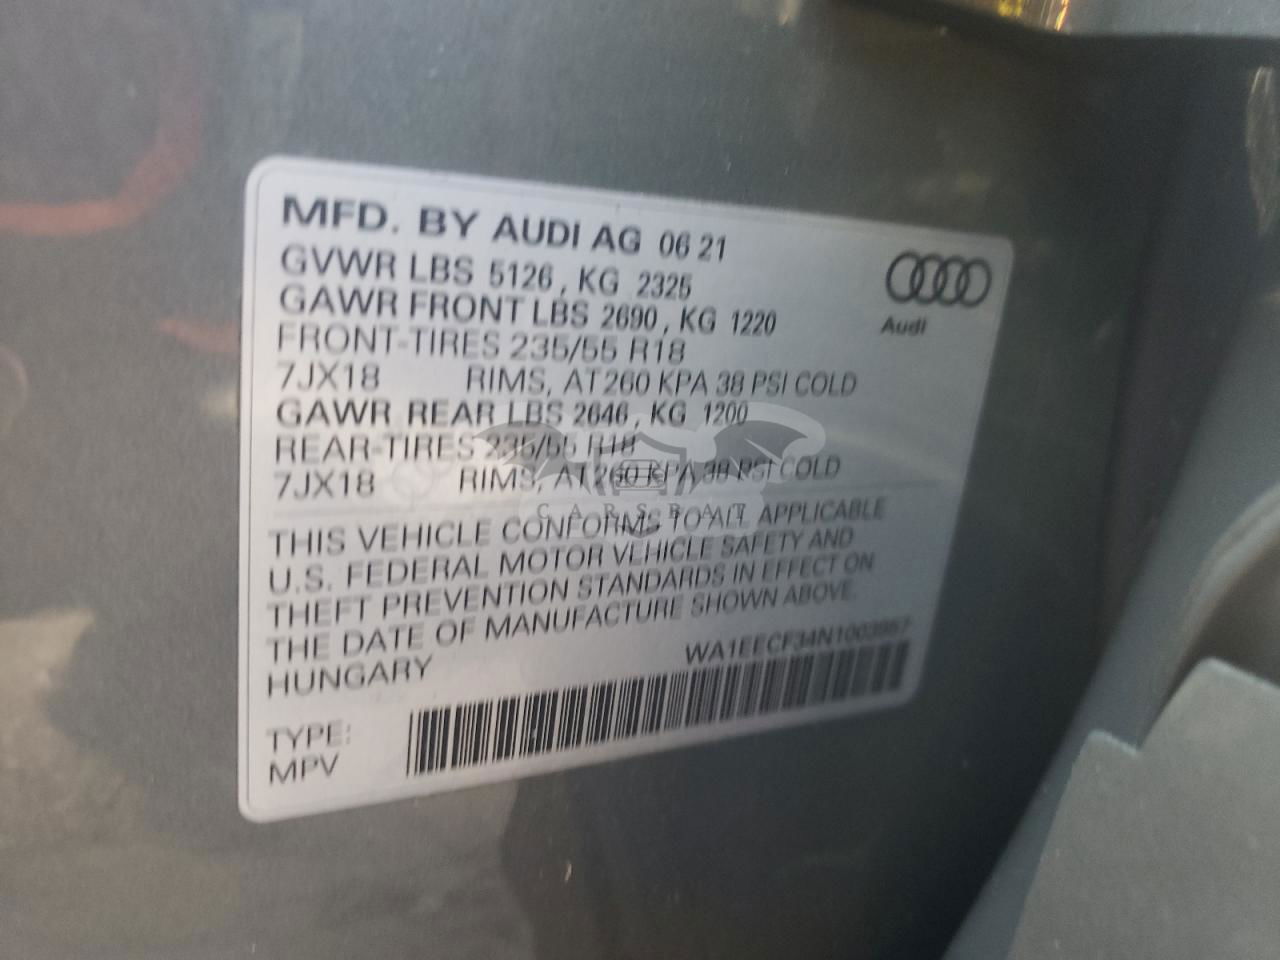 MFD. BY AUDI AG 06 21
GVWR LBS 5126, KG 2325
GAWR FRONT LBS 2690, KG 1220
FRONT-TIRES 235/55 R18
7JX18 RIMS, AT 260 KPA 38 PSI COLD
GAWR REAR LBS 2646, KG 1200
REAR-TIRES 235/55 R18
7JX18 RIMS, AT 260 KPA 38 PSI COLD
THIS VEHICLE CONFORMS TO ALL APPLICABLE
U.S. FEDERAL MOTOR VEHICLE SAFETY AND
THEFT PREVENTION STANDARDS IN EFFECT ON
THE DATE OF MANUFACTURE SHOWN ABOVE.
HUNGARY
TYPE:
MPV
Audi
CARSBAT